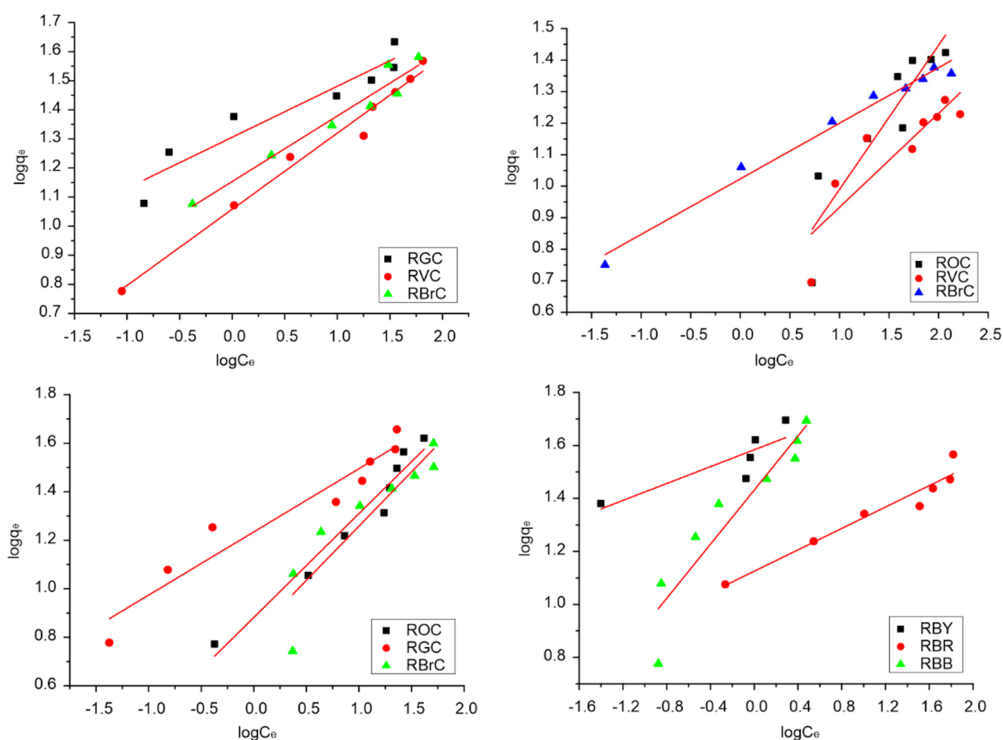 1.7
1.6
1.5
1.4
1.3
1.2
1.1
1.0
0.9
0.8
0.7
logqe
RGC
RVC
RBrC
-1.5 -1.0 -0.5 0.0 0.5 1.0 1.5 2.0
logCe
1.5
1.4
1.3
1.2
1.1
1.0
0.9
0.8
0.7
0.6
logqe
ROC
RVC
RBrC
-1.5 -1.0 -0.5 0.0 0.5 1.0 1.5 2.0 2.5
logCe
1.8
1.6
1.4
1.2
1.0
0.8
0.6
logqe
ROC
RGC
RBrC
-1.5 -1.0 -0.5 0.0 0.5 1.0 1.5 2.0
logCe
1.8
1.6
1.4
1.2
1.0
0.8
logqe
RBY
RBR
RBB
-1.6 -1.2 -0.8 -0.4 0.0 0.4 0.8 1.2 1.6 2.0
logCe